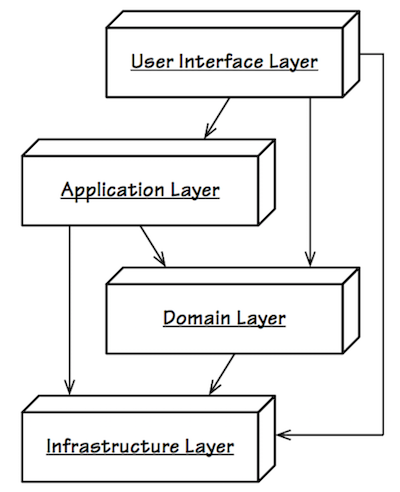 User Interface Layer
Application Layer
Domain Layer
Infrastructure Layer